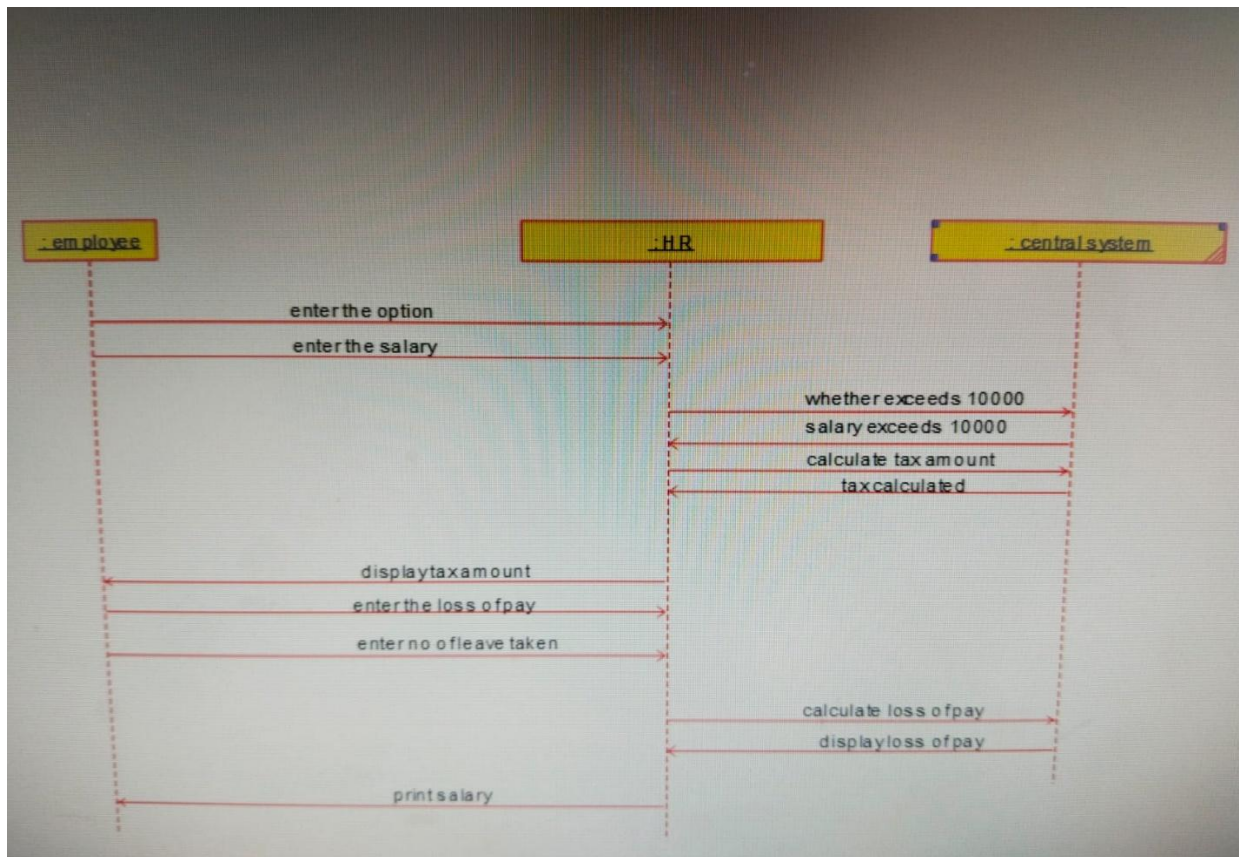 : employee
:HR
: central system
enter the option
enter the salary
whether exceeds 10000
salary exceeds 10000
calculate tax amount
tax calculated
display tax amount
enter the loss of pay
enter no of leave taken
calculate loss of pay
display loss of pay
print salary